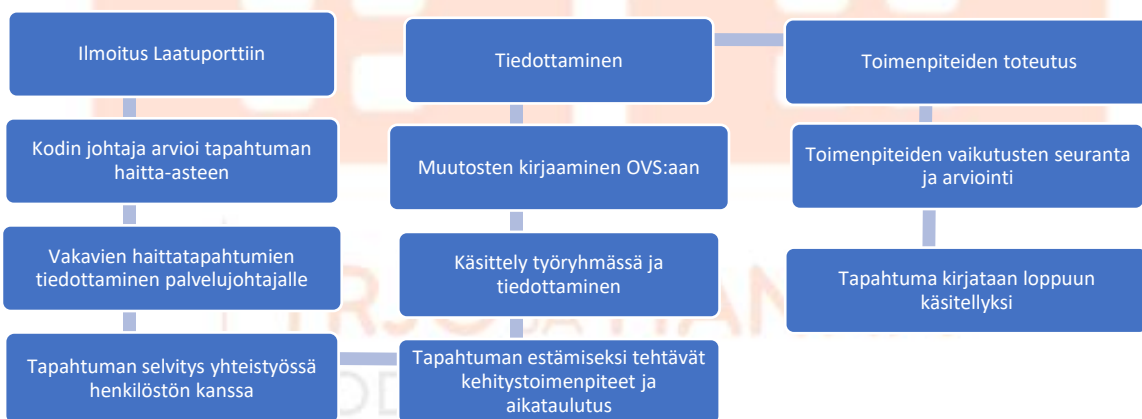 Ilmoitus Laatuporttiin
Kodin johtaja arvioi tapahtuman
haitta-asteen
Vakavien haittatapahtumien
tiedottaminen palvelujohtajalle
Tapahtuman selvitys yhteistyössä
henkilöstön kanssa
Tapahtuman estämiseksi tehtävät
kehitystoimenpiteet ja
aikataulutus
Käsittely työryhmässä ja
tiedottaminen
Muutosten kirjaaminen OVS:aan
Tiedottaminen
Toimenpiteiden toteutus
Toimenpiteiden vaikutusten seuranta
ja arviointi
Tapahtuma kirjataan loppuun
käsitellyksi